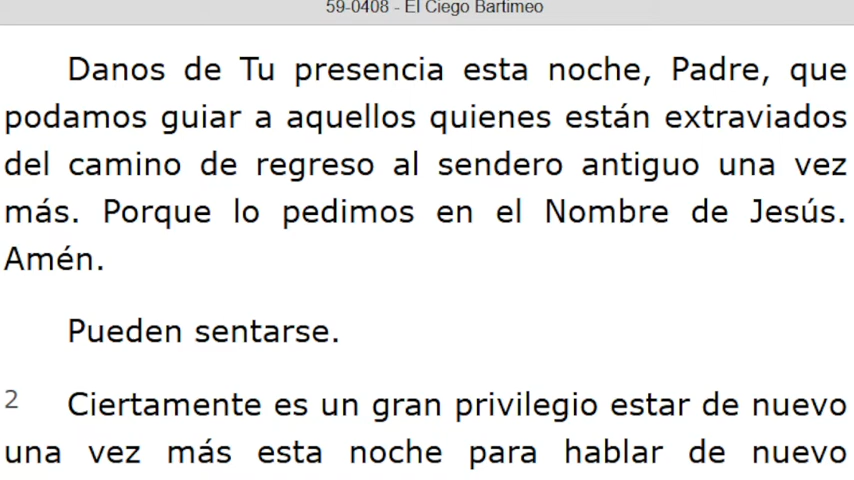 59-0408 - El Ciego Bartimeo
Danos de Tu presencia esta noche, Padre, que
podamos guiar a aquellos quienes están extraviados
del camino de regreso al sendero antiguo una vez
más. Porque lo pedimos en el Nombre de Jesús.
Amén.
Pueden sentarse.
2 Ciertamente es un gran privilegio estar de nuevo
una vez más esta noche para hablar de nuevo